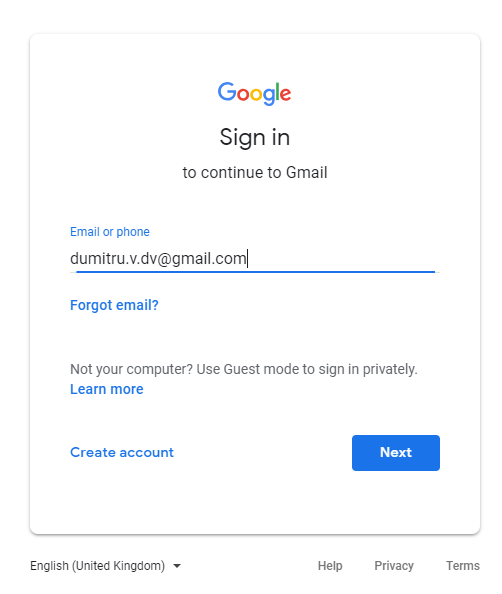 Google
Sign in
to continue to Gmail
Email or phone
dumitru.v.dv@gmail.com
Forgot email?
Not your computer? Use Guest mode to sign in privately.
Learn more
Create account
Next
English (United Kingdom)
Help
Privacy
Terms